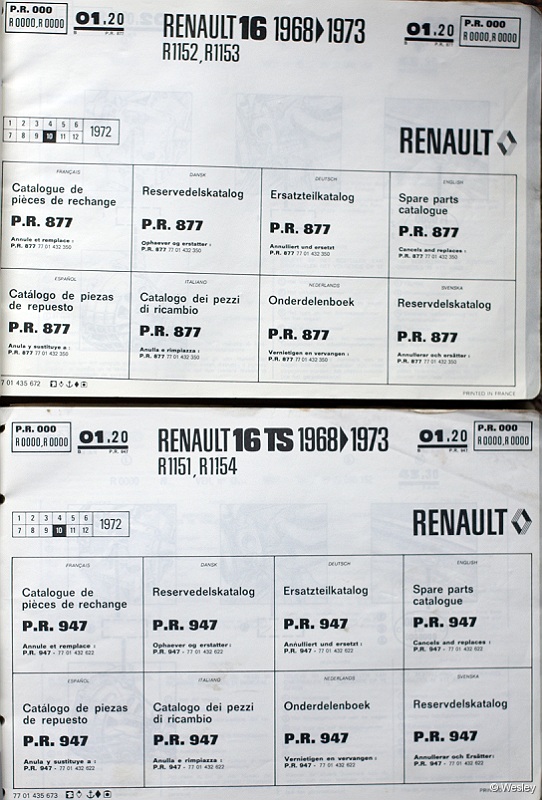 P.R. 000
R 0000, R 0000
01.20
B P.R. 877
RENAULT 16 1968▶1973
R1152, R1153
01.20
B P.R. 877
P.R. 000
R 0000, R 0000
1 2 3 4 5 6
7 8 9 10 11 12
1972
RENAULT
FRANÇAIS
Catalogue de
pièces de rechange
P.R. 877
Annule et remplace :
P.R. 877 77 01 432 350
DANSK
Reservedelskatalog
P.R. 877
Ophaever og erstatter :
P.R. 877 77 01 432 350
DEUTSCH
Ersatzteilkatalog
P.R. 877
Annulliert und ersetzt
P.R. 877 77 01 432 350
ENGLISH
Spare parts
catalogue
P.R. 877
Cancels and replaces :
P.R. 877 77 01 432 350
ESPAÑOL
Catálogo de piezas
de repuesto
P.R. 877
Anula y sustituye :
P.R. 877 77 01 432 350
ITALIANO
Catalogo dei pezzi
di ricambio
P.R. 877
Anulla e rimpiazza :
P.R. 877 77 01 432 350
NEDERLANDS
Onderdelenboek
P.R. 877
Vernietigen en vervangen :
P.R. 877 77 01 432 350
SVENSKA
Reservdelskatalog
P.R. 877
Annullerar och ersätter :
P.R. 877 77 01 432 350
7 01 435 672
PRINTED IN FRANCE
P.R. 000
R 0000, R 0000
01.20
B P.R. 947
RENAULT 16 TS 1968▶1973
R1151, R1154
01.20
B P.R. 947
P.R. 000
R 0000, R 0000
1 2 3 4 5 6
7 8 9 10 11 12
1972
RENAULT
FRANÇAIS
Catalogue de
pièces de rechange
P.R. 947
Annule et remplace :
P.R. 947 - 77 01 432 622
DANSK
Reservedelskatalog
P.R. 947
Ophaever og erstatter :
P.R. 947 - 77 01 432 622
DEUTSCH
Ersatzteilkatalog
P.R. 947
Annulliert und ersetzt :
P.R. 947 - 77 01 432 622
ENGLISH
Spare parts
catalogue
P.R. 947
Cancels and replaces :
P.R. 947 - 77 01 432 622
ESPAÑOL
Catálogo de piezas
de repuesto
P.R. 947
Anula y sustituye a :
P.R. 947 - 77 01 432 622
ITALIANO
Catalogo dei pezzi
di ricambio
P.R. 947
Anulla e rimpiazza :
P.R. 947 - 77 01 432 622
NEDERLANDS
Onderdelenboek
P.R. 947
Vernietigen en vervangen :
P.R. 947 - 77 01 432 622
SVENSKA
Reservdelskatalog
P.R. 947
Annullerar och Ersätter :
P.R. 947 - 77 01 432 622
77 01 435 673
© Wesley